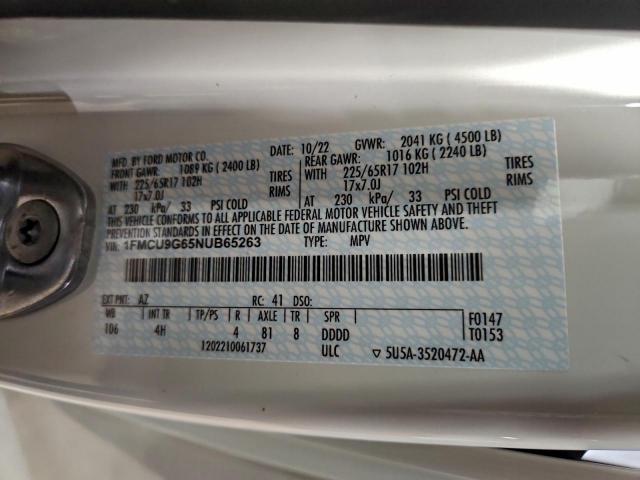 MFD. BY FORD MOTOR CO. 10/22 GVWR: 2041 KG ( 4500 LB)
FRONT GAWR: 1089 KG ( 2400 LB) REAR GAWR: 1016 KG ( 2240 LB)
WITH 225/65R17 102H TIRES WITH 225/65R17 102H TIRES
17x7.0J RIMS 17x7.0J RIMS
AT 230 kPa/ 33 PSI COLD AT 230 kPa/ 33 PSI COLD
THIS VEHICLE CONFORMS TO ALL APPLICABLE FEDERAL MOTOR VEHICLE SAFETY AND THEFT
PREVENTION STANDARDS IN EFFECT ON THE DATE OF MANUFACTURE SHOWN ABOVE.
VIN: 1FMCU9G65NUB65263 TYPE: MPV
EXT PNT: AZ RC: 41 DSO:
WB INT TR TP/PS R AXLE TR SPR F0147
106 4H 4 81 8 DDDD T0153
1202210061737 ULC ▽ 5U5A-3520472-AA